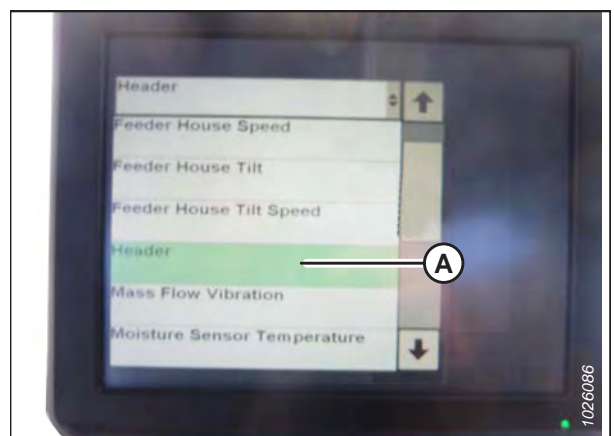 Header
Feeder House Speed
Feeder House Tilt
Feeder House Tilt Speed
Header
A
Mass Flow Vibration
Moisture Sensor Temperature
1026086